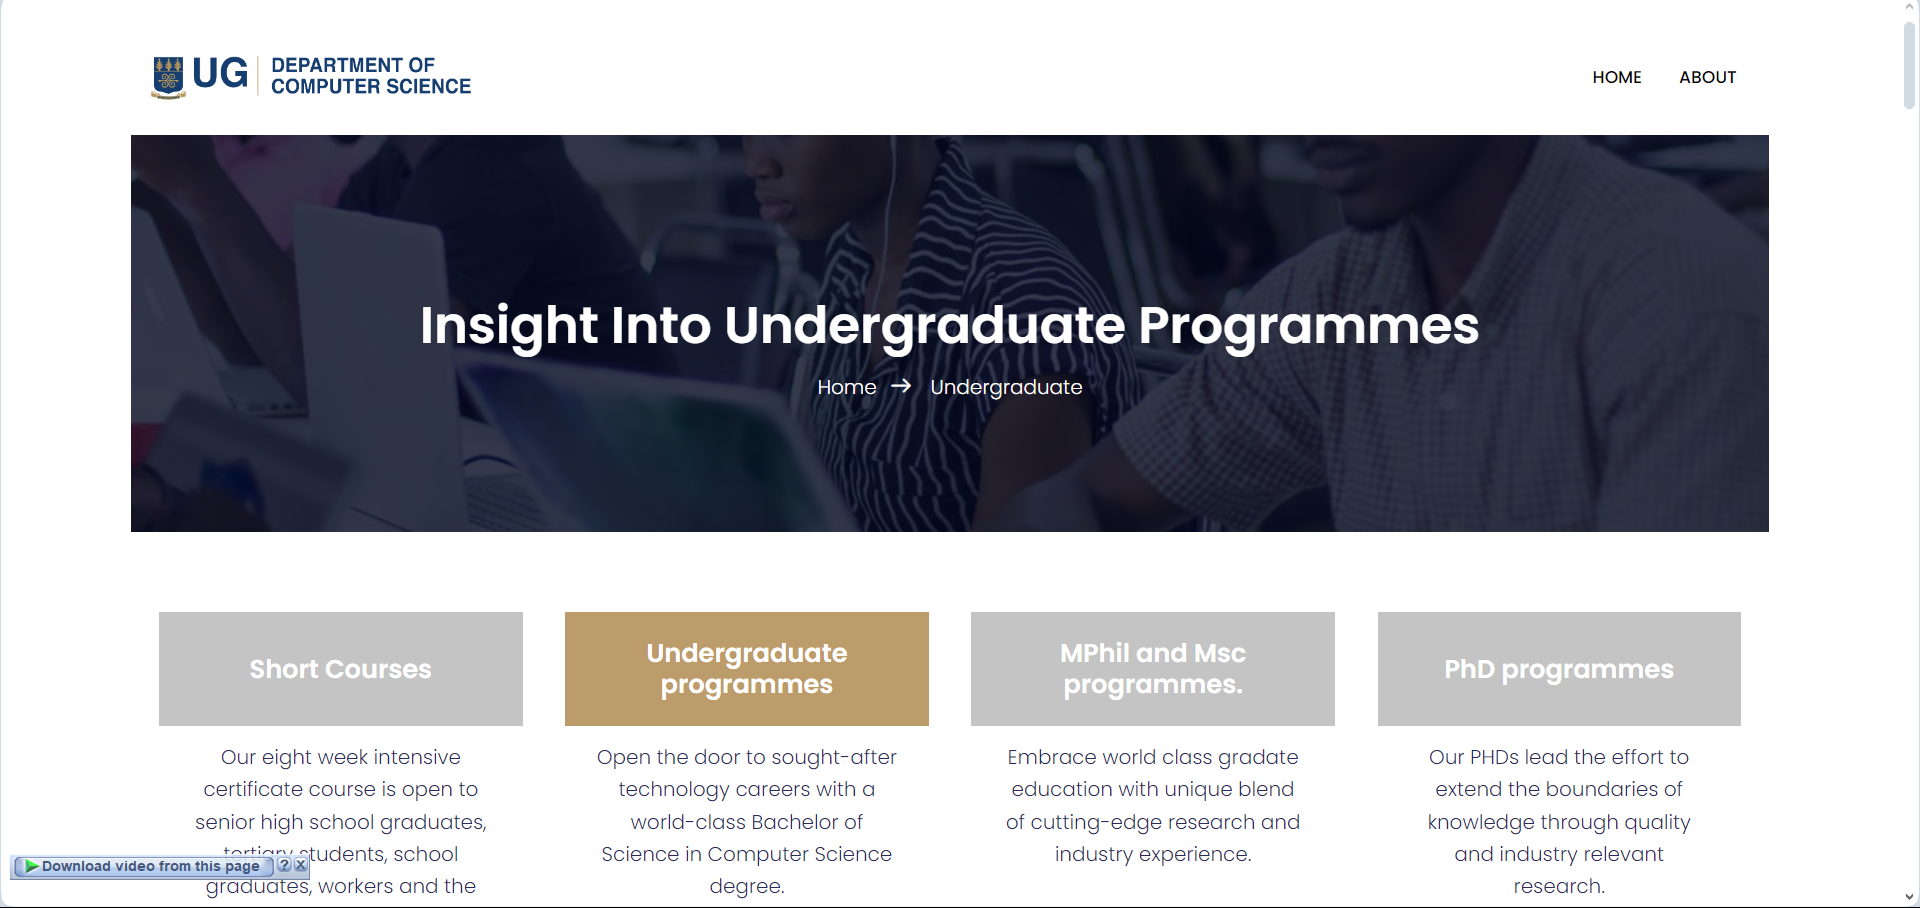 UG
DEPARTMENT OF
COMPUTER SCIENCE
HOME
ABOUT
Insight Into Undergraduate Programmes
Home → Undergraduate
Short Courses
Our eight week intensive
certificate course is open to
senior high school graduates,
tertiary students, school
graduates, workers and the
Undergraduate
programmes
Open the door to sought-after
technology careers with a
world-class Bachelor of
Science in Computer Science
degree.
MPhil and Msc
programmes.
Embrace world class gradate
education with unique blend
of cutting-edge research and
industry experience.
PhD programmes
Our PHDs lead the effort to
extend the boundaries of
knowledge through quality
and industry relevant
research.
Download video from this page ? X